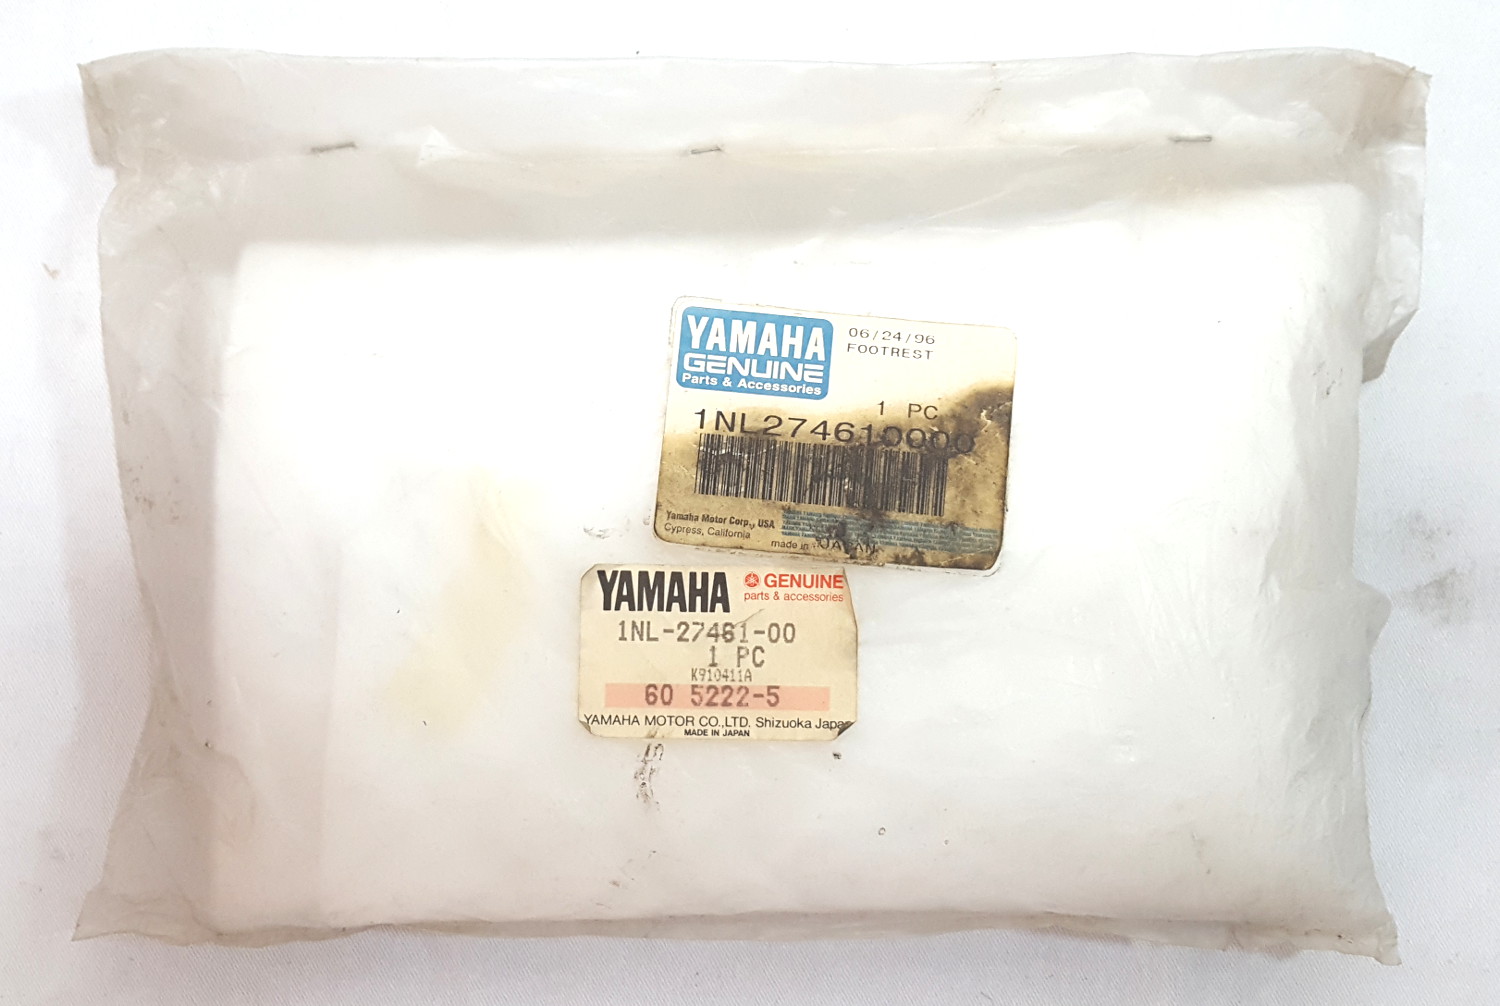 YAMAHA
GENUINE
Parts & Accessories
06/24/96
FOOTREST
1 PC
1NL274610000
Yamaha Motor Corp., USA
Cypress, California
made in JAPAN
YAMAHA
GENUINE
parts & accessories
1NL-27461-00
1 PC
K910411A
60 5222-5
YAMAHA MOTOR CO.,LTD. Shizuoka Japan
MADE IN JAPAN